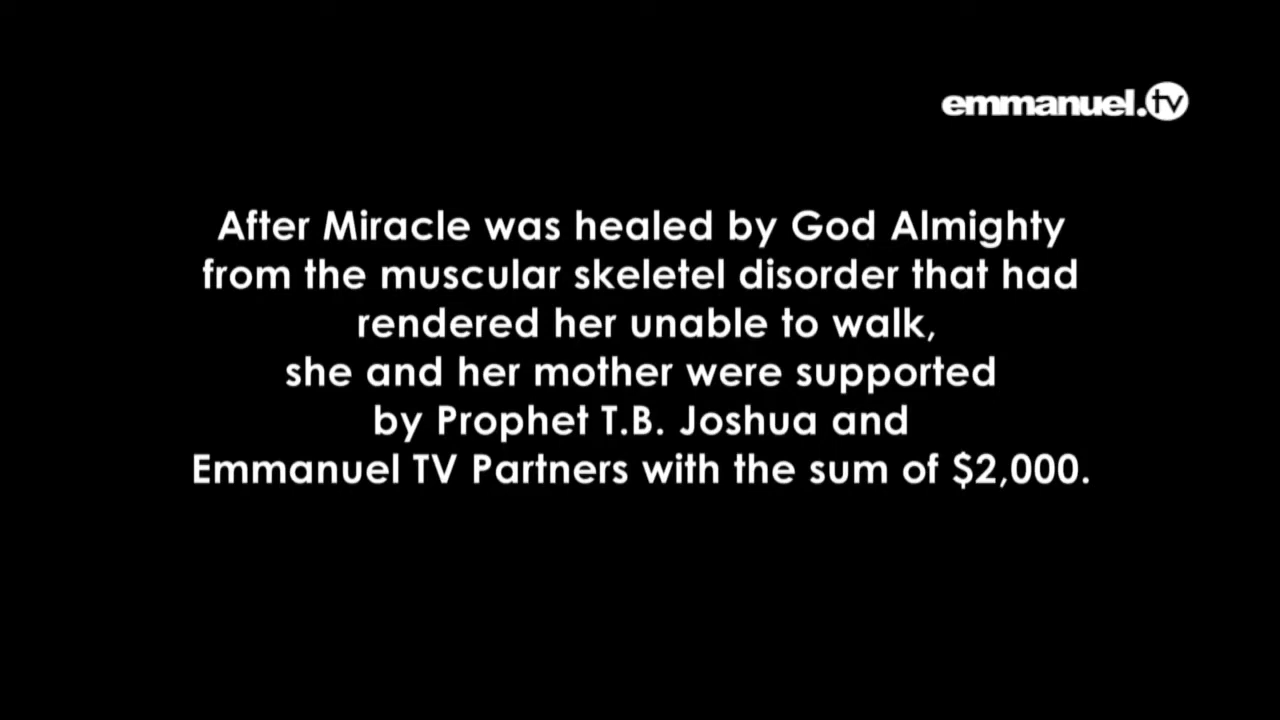 emmanuel.tv
After Miracle was healed by God Almighty
from the muscular skeletel disorder that had
rendered her unable to walk,
she and her mother were supported
by Prophet T.B. Joshua and
Emmanuel TV Partners with the sum of $2,000.